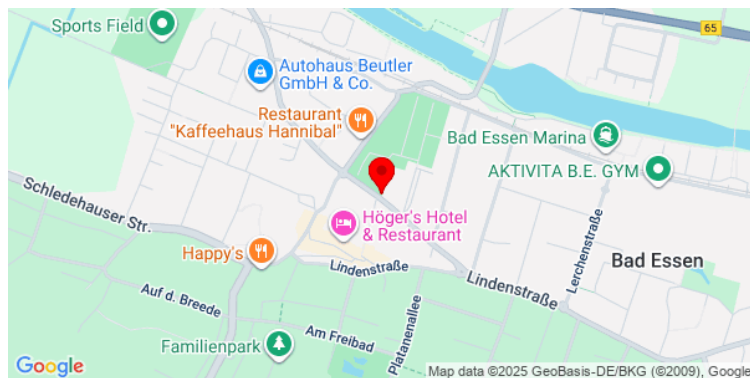 Sports Field
65
Autohaus Beutler
GmbH & Co.
Restaurant
"Kaffeehaus Hannibal"
Bad Essen Marina
AKTIVITA B.E. GYM
Schledehauser Str.
Höger's Hotel
& Restaurant
Happy's
Lindenstraße
Lindenstraße
Lerchenstraße
Bad Essen
Auf d. Breede
Platanenallee
Am Freibad
Familienpark
Google
Map data ©2025 GeoBasis-DE/BKG (©2009), Google